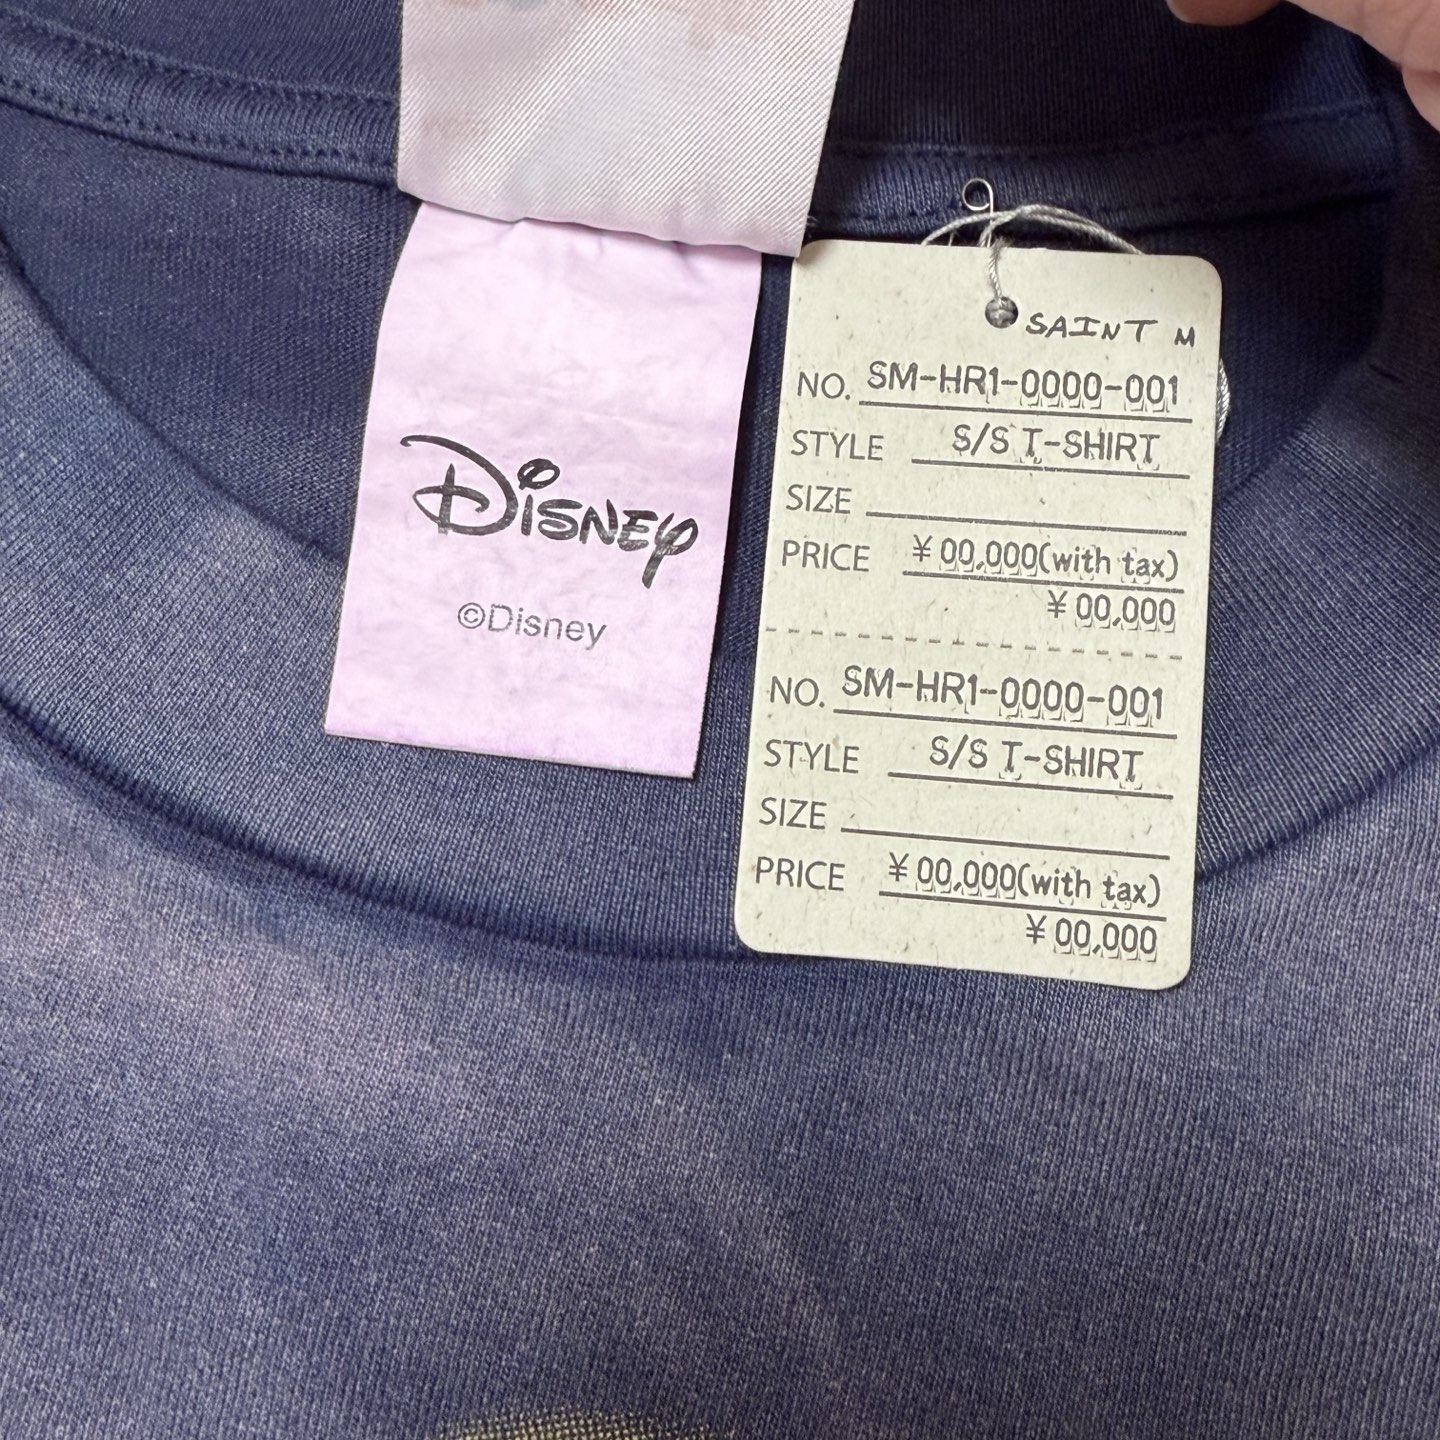 Disney
©Disney
SAINT M
NO. SM-HR1-0000-001
STYLE S/S T-SHIRT
SIZE
PRICE ¥00,000(with tax)
¥00,000
NO. SM-HR1-0000-001
STYLE S/S T-SHIRT
SIZE
PRICE ¥00,000(with tax)
¥00,000